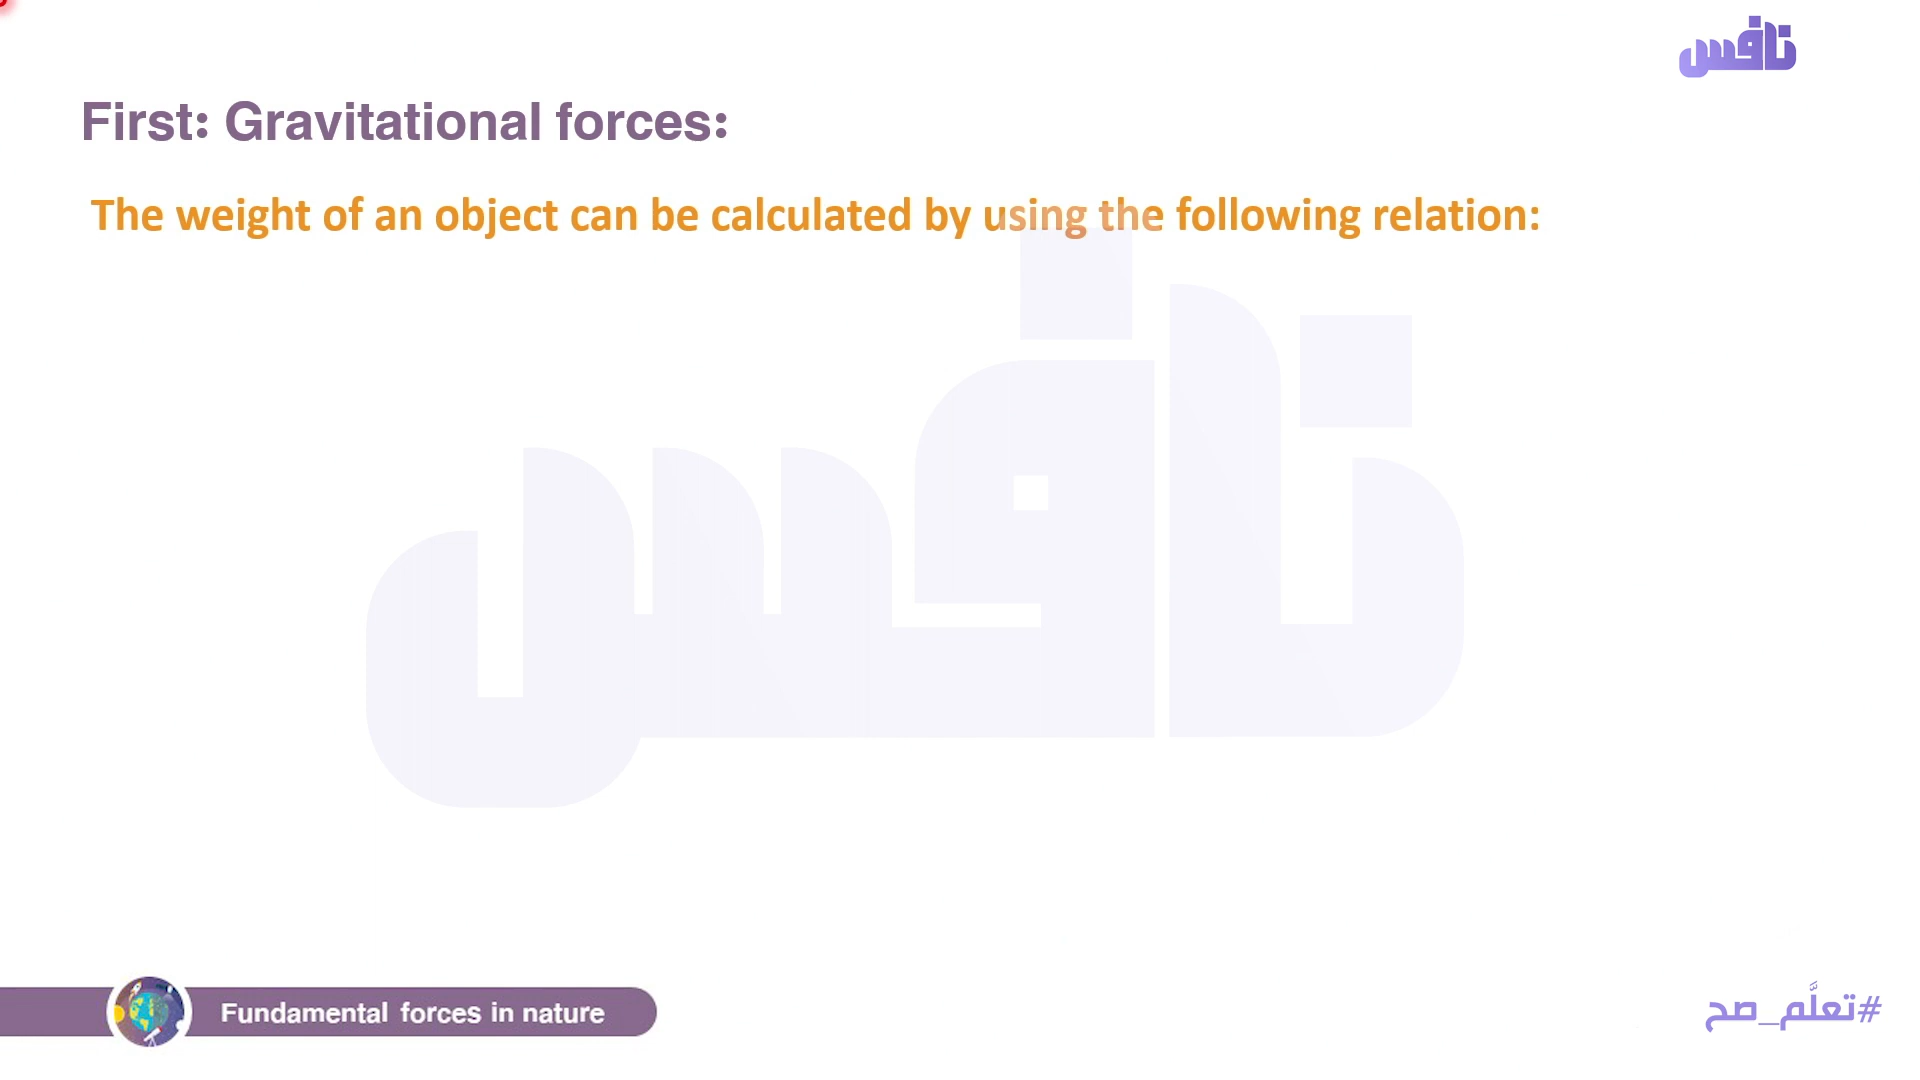 نافس
First: Gravitational forces:
The weight of an object can be calculated by using the following relation:
نافس
Fundamental forces in nature
#تعلَّم_صح